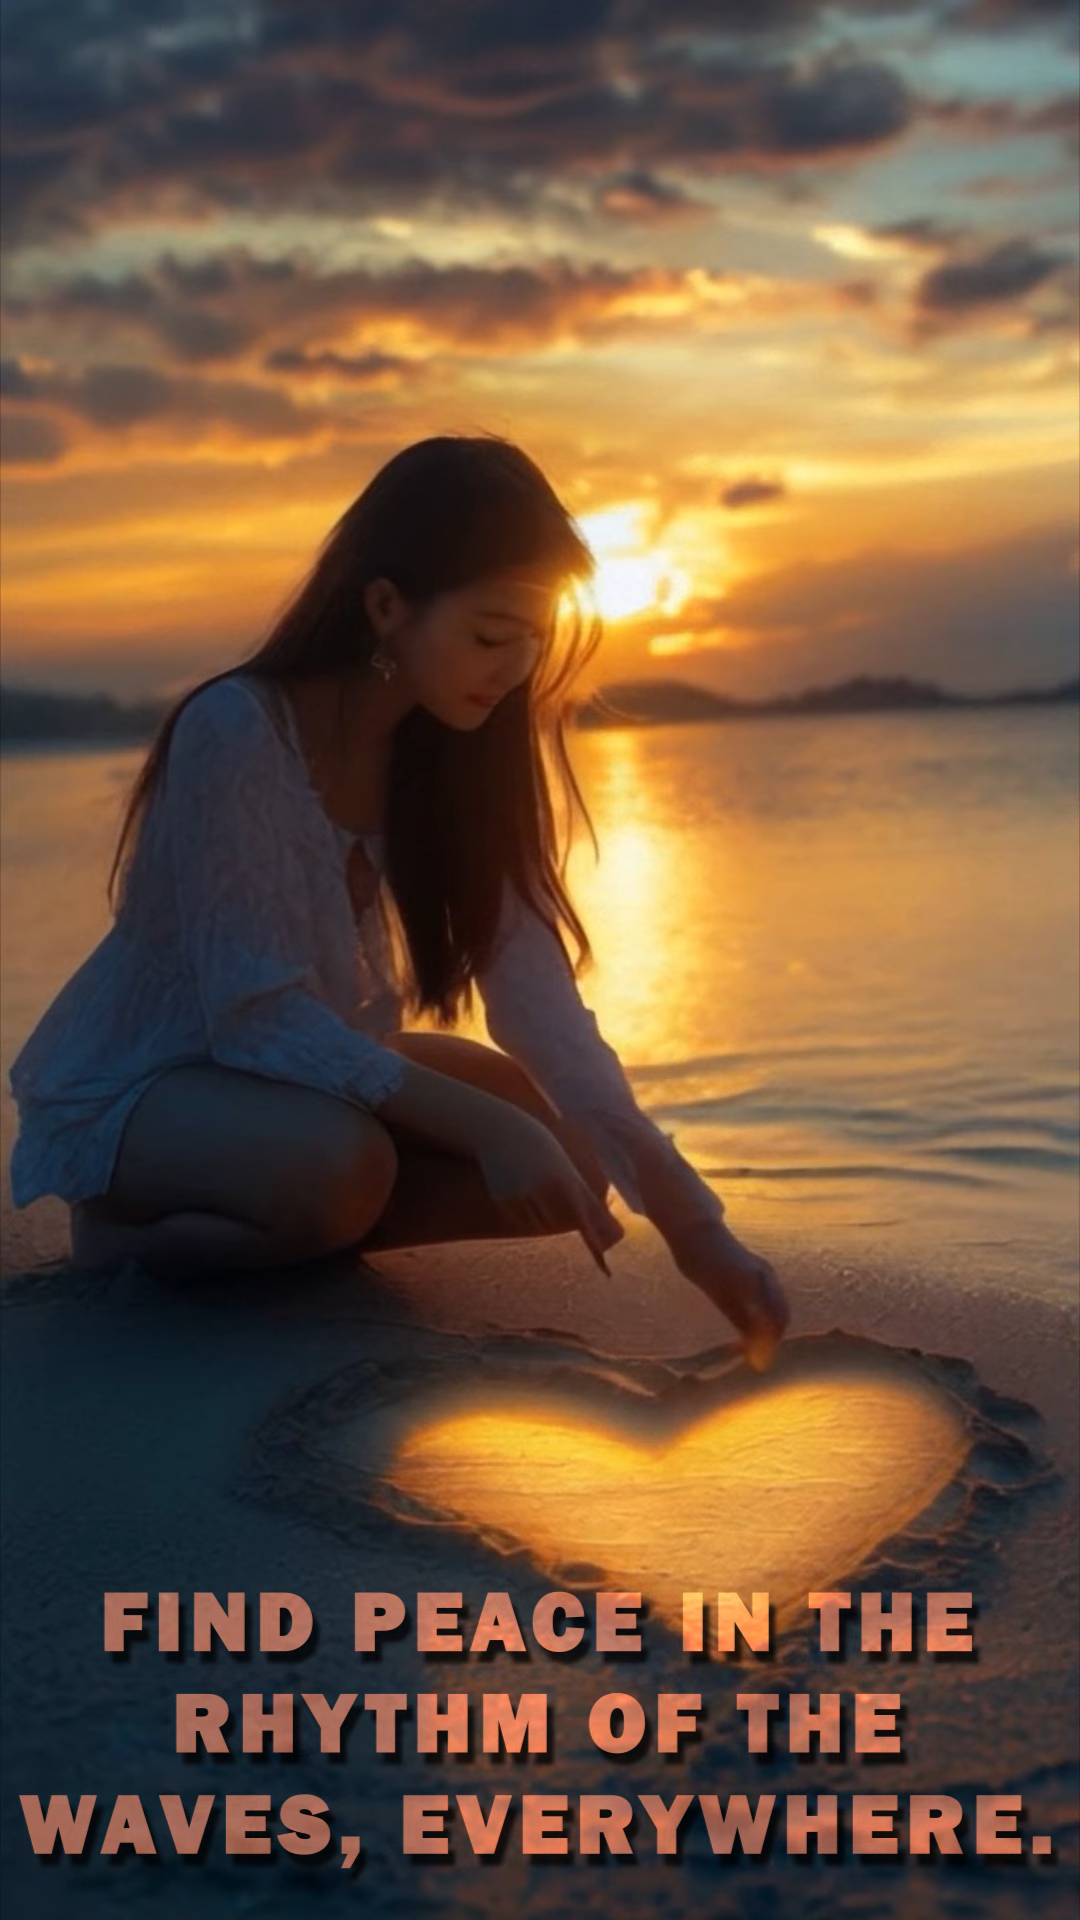 FIND PEACE IN THE
RHYTHM OF THE
WAVES, EVERYWHERE.